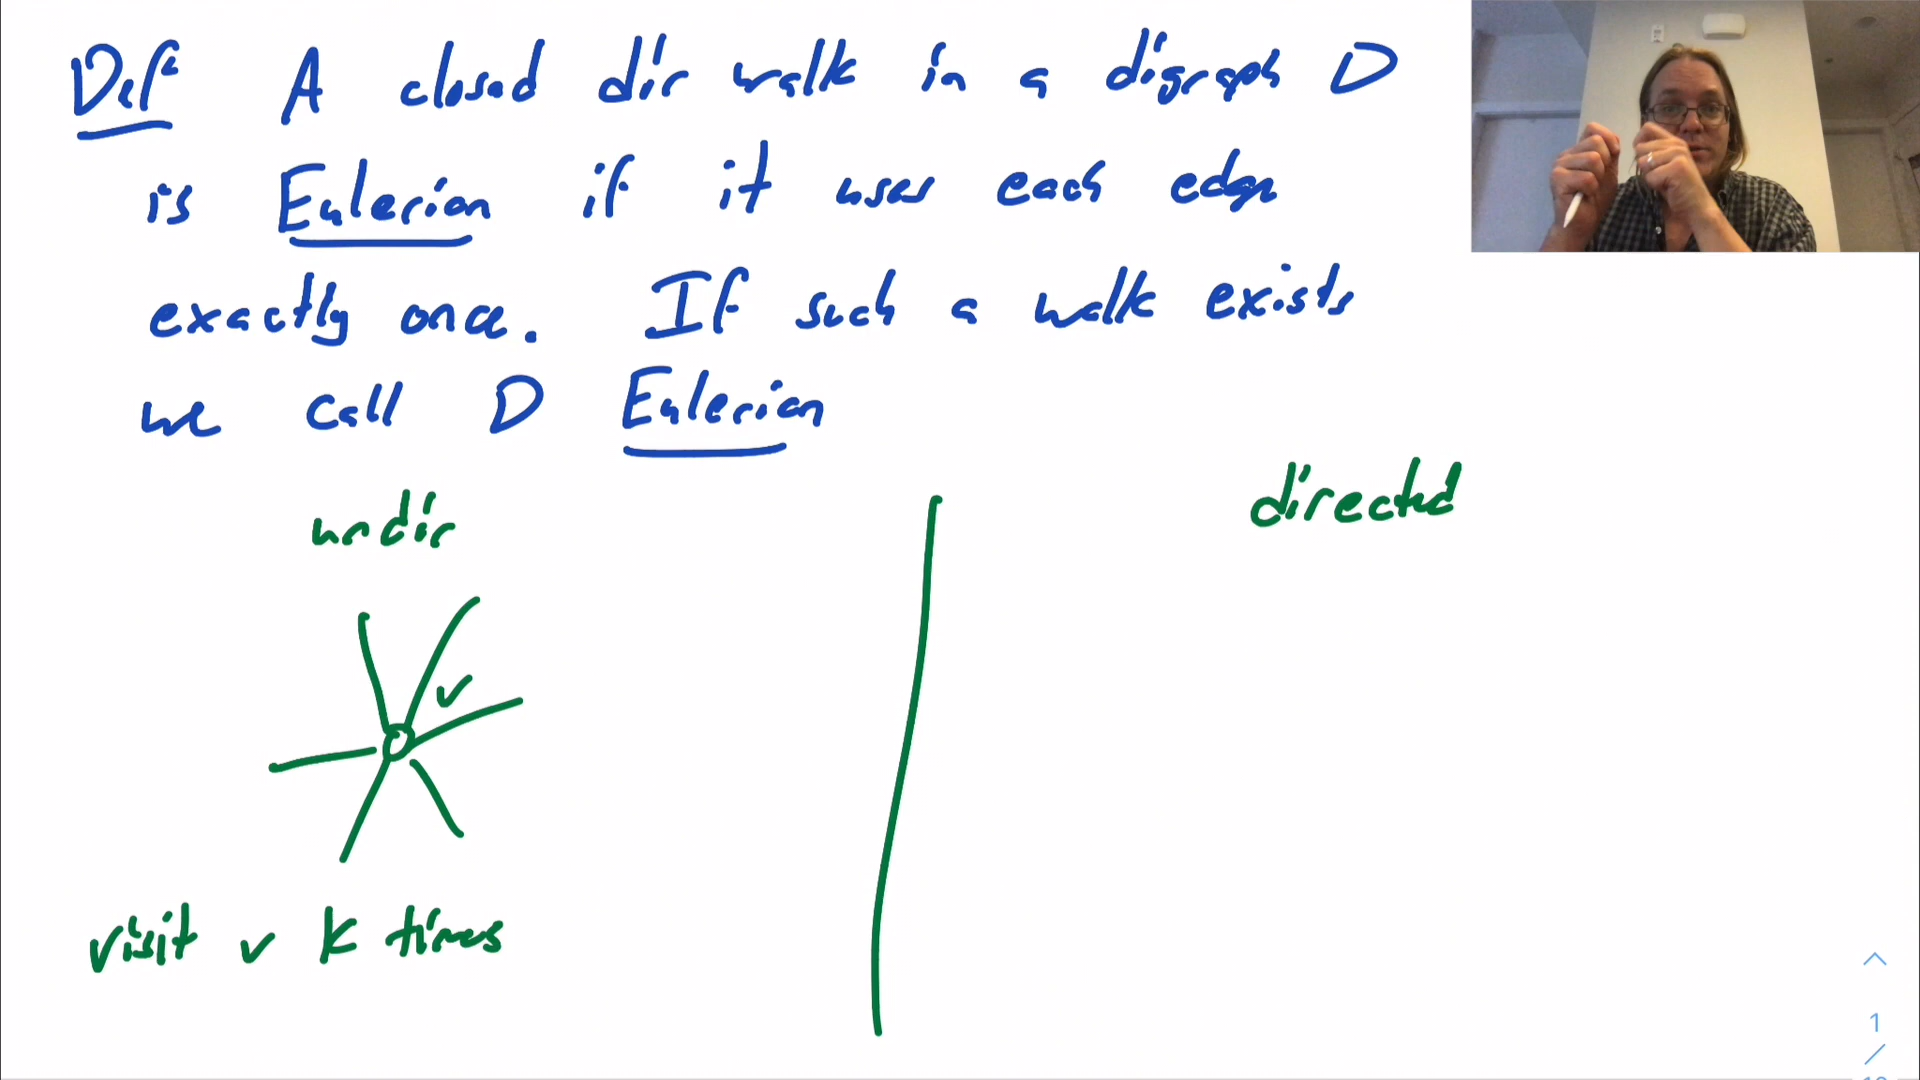 Def A closed dir walk in a digraph D
is Eulerian if it uses each edge
exactly once. If such a walk exists
we call D Eulerian
undir
directed
v
visit v k times
1
/